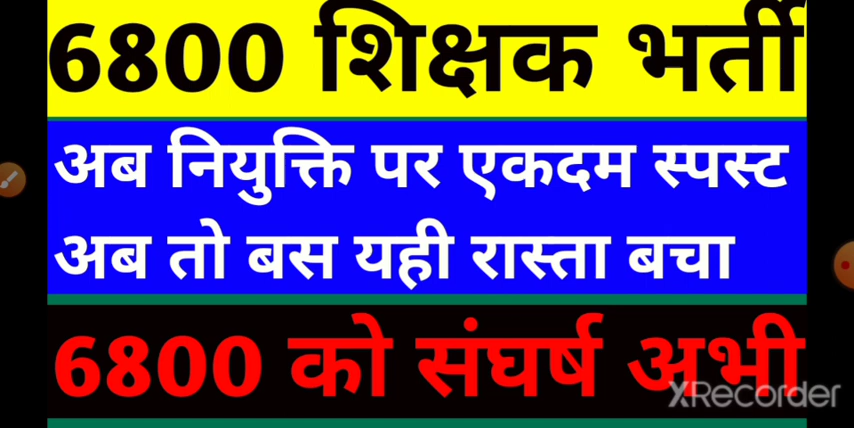 6800 शिक्षक भर्ती
अब नियुक्ति पर एकदम स्पस्ट
अब तो बस यही रास्ता बचा
6800 को संघर्ष अभी
XRecorder